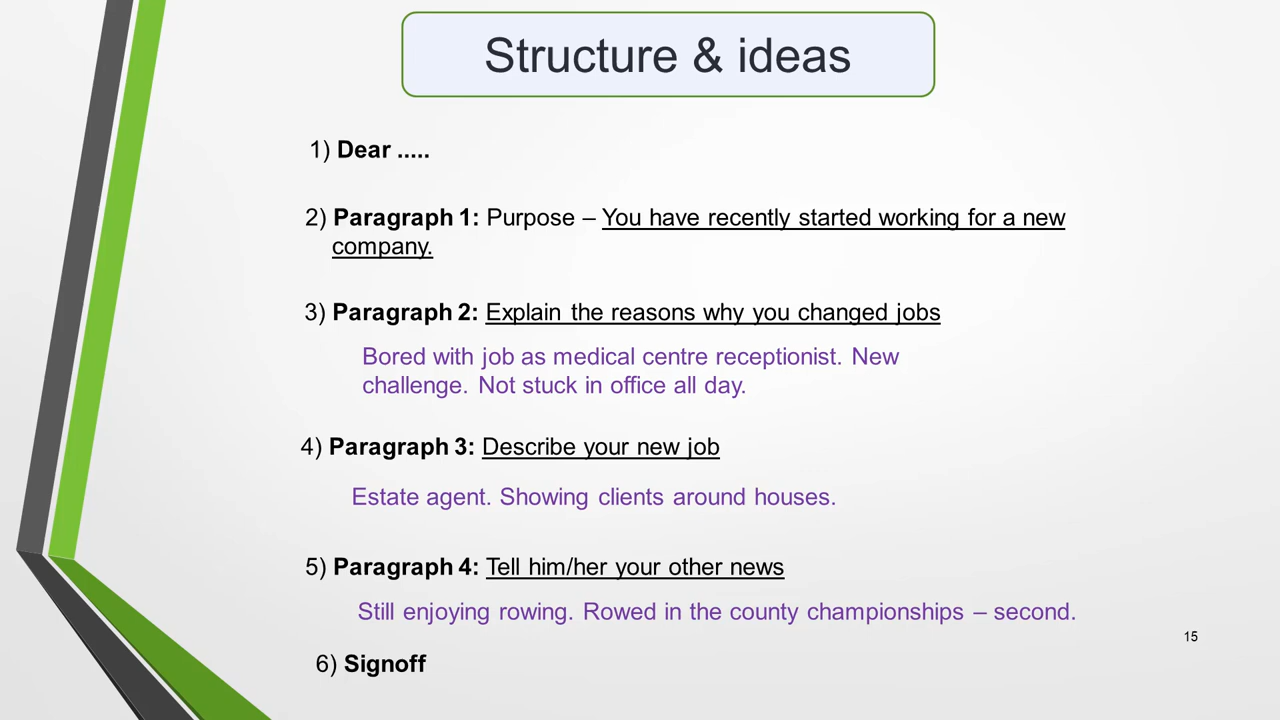 Structure & ideas
1) Dear .....
2) Paragraph 1: Purpose – You have recently started working for a new
company.
3) Paragraph 2: Explain the reasons why you changed jobs
Bored with job as medical centre receptionist. New
challenge. Not stuck in office all day.
4) Paragraph 3: Describe your new job
Estate agent. Showing clients around houses.
5) Paragraph 4: Tell him/her your other news
Still enjoying rowing. Rowed in the county championships – second.
15
6) Signoff